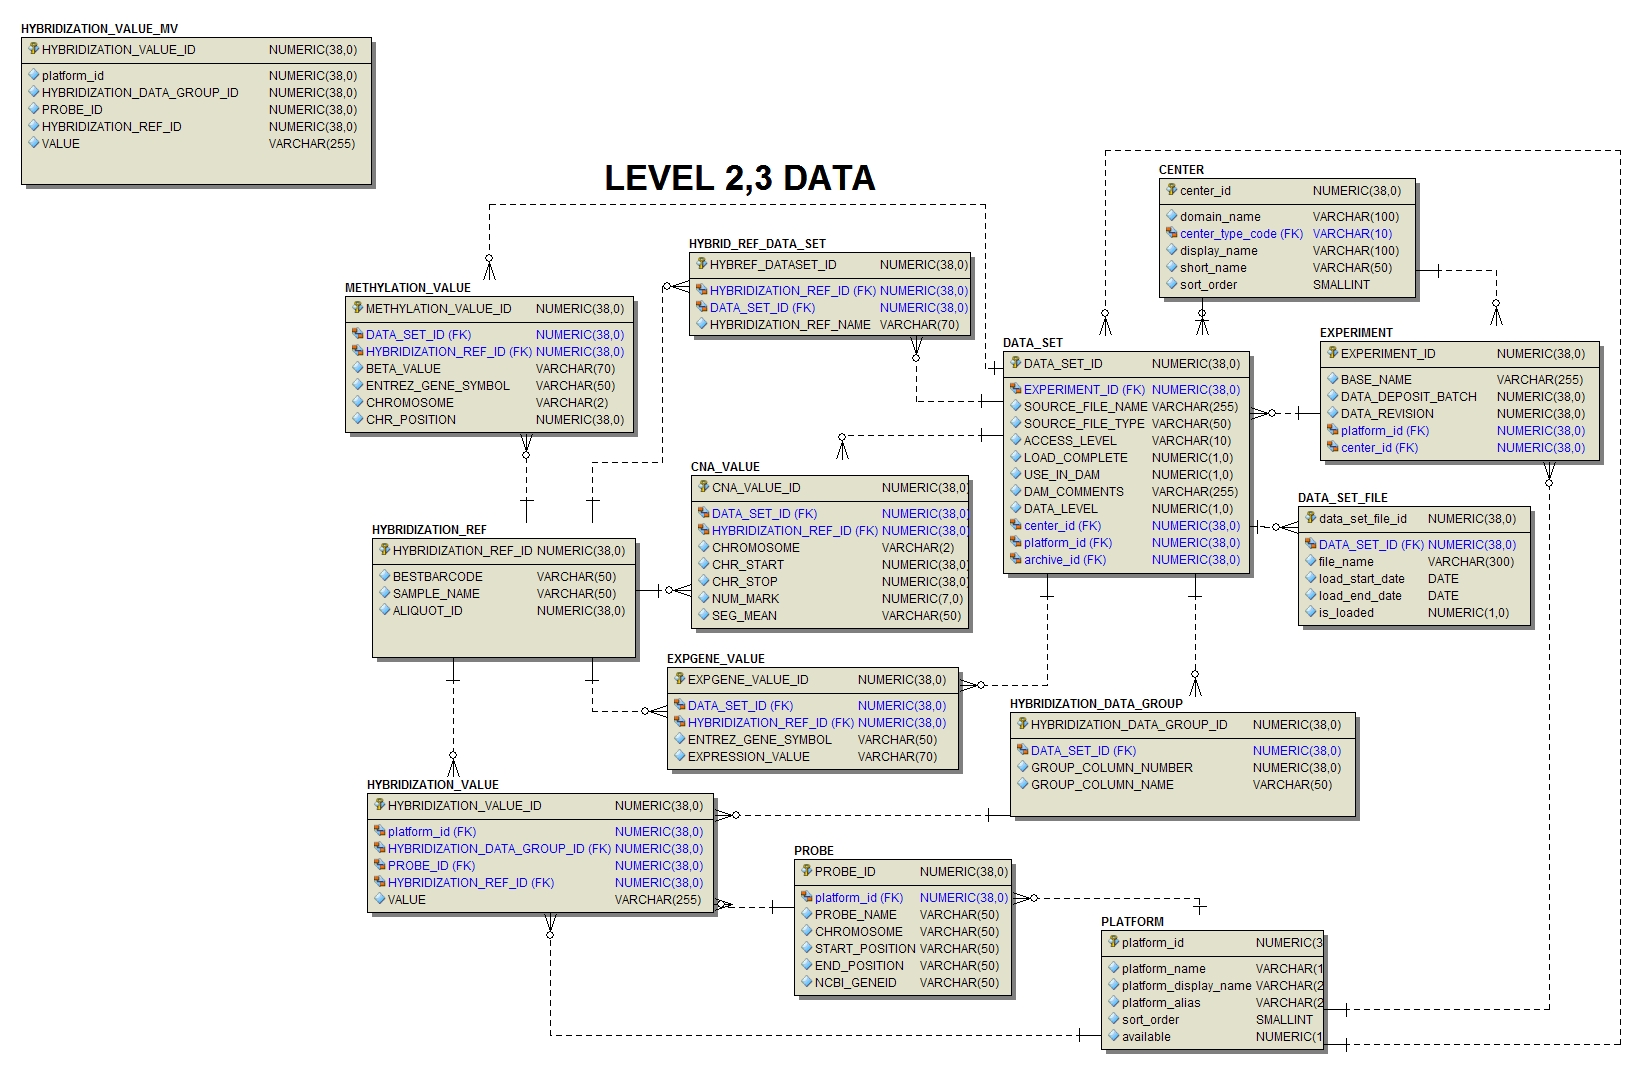 HYBRIDIZATION_VALUE_MV
HYBRIDIZATION_VALUE_ID NUMERIC(38,0)
platform_id NUMERIC(38,0)
HYBRIDIZATION_DATA_GROUP_ID NUMERIC(38,0)
PROBE_ID NUMERIC(38,0)
HYBRIDIZATION_REF_ID NUMERIC(38,0)
VALUE VARCHAR(255)
LEVEL 2,3 DATA
CENTER
center_id NUMERIC(38,0)
domain_name VARCHAR(100)
center_type_code (FK) VARCHAR(10)
display_name VARCHAR(100)
short_name VARCHAR(50)
sort_order SMALLINT
HYBRID_REF_DATA_SET
HYBREF_DATASET_ID NUMERIC(38,0)
HYBRIDIZATION_REF_ID (FK) NUMERIC(38,0)
DATA_SET_ID (FK) NUMERIC(38,0)
HYBRIDIZATION_REF_NAME VARCHAR(70)
METHYLATION_VALUE
METHYLATION_VALUE_ID NUMERIC(38,0)
DATA_SET_ID (FK) NUMERIC(38,0)
HYBRIDIZATION_REF_ID (FK) NUMERIC(38,0)
BETA_VALUE VARCHAR(70)
ENTREZ_GENE_SYMBOL VARCHAR(50)
CHROMOSOME VARCHAR(2)
CHR_POSITION NUMERIC(38,0)
DATA_SET
DATA_SET_ID NUMERIC(38,0)
EXPERIMENT_ID (FK) NUMERIC(38,0)
SOURCE_FILE_NAME VARCHAR(255)
SOURCE_FILE_TYPE VARCHAR(50)
ACCESS_LEVEL VARCHAR(10)
LOAD_COMPLETE NUMERIC(1,0)
USE_IN_DAM NUMERIC(1,0)
DAM_COMMENTS VARCHAR(255)
DATA_LEVEL NUMERIC(1,0)
center_id (FK) NUMERIC(38,0)
platform_id (FK) NUMERIC(38,0)
archive_id (FK) NUMERIC(38,0)
EXPERIMENT
EXPERIMENT_ID NUMERIC(38,0)
BASE_NAME VARCHAR(255)
DATA_DEPOSIT_BATCH NUMERIC(38,0)
DATA_REVISION NUMERIC(38,0)
platform_id (FK) NUMERIC(38,0)
center_id (FK) NUMERIC(38,0)
CNA_VALUE
CNA_VALUE_ID NUMERIC(38,0)
DATA_SET_ID (FK) NUMERIC(38,0)
HYBRIDIZATION_REF_ID (FK) NUMERIC(38,0)
CHROMOSOME VARCHAR(2)
CHR_START NUMERIC(38,0)
CHR_STOP NUMERIC(38,0)
NUM_MARK NUMERIC(7,0)
SEG_MEAN VARCHAR(50)
DATA_SET_FILE
data_set_file_id NUMERIC(38,0)
DATA_SET_ID (FK) NUMERIC(38,0)
file_name VARCHAR(300)
load_start_date DATE
load_end_date DATE
is_loaded NUMERIC(1,0)
HYBRIDIZATION_REF
HYBRIDIZATION_REF_ID NUMERIC(38,0)
BESTBARCODE VARCHAR(50)
SAMPLE_NAME VARCHAR(50)
ALIQUOT_ID NUMERIC(38,0)
EXPGENE_VALUE
EXPGENE_VALUE_ID NUMERIC(38,0)
DATA_SET_ID (FK) NUMERIC(38,0)
HYBRIDIZATION_REF_ID (FK) NUMERIC(38,0)
ENTREZ_GENE_SYMBOL VARCHAR(50)
EXPRESSION_VALUE VARCHAR(70)
HYBRIDIZATION_DATA_GROUP
HYBRIDIZATION_DATA_GROUP_ID NUMERIC(38,0)
DATA_SET_ID (FK) NUMERIC(38,0)
GROUP_COLUMN_NUMBER NUMERIC(38,0)
GROUP_COLUMN_NAME VARCHAR(50)
HYBRIDIZATION_VALUE
HYBRIDIZATION_VALUE_ID NUMERIC(38,0)
platform_id (FK) NUMERIC(38,0)
HYBRIDIZATION_DATA_GROUP_ID (FK) NUMERIC(38,0)
PROBE_ID (FK) NUMERIC(38,0)
HYBRIDIZATION_REF_ID (FK) NUMERIC(38,0)
VALUE VARCHAR(255)
PROBE
PROBE_ID NUMERIC(38,0)
platform_id (FK) NUMERIC(38,0)
PROBE_NAME VARCHAR(50)
CHROMOSOME VARCHAR(50)
START_POSITION VARCHAR(50)
END_POSITION VARCHAR(50)
NCBI_GENEID VARCHAR(50)
PLATFORM
platform_id NUMERIC(3
platform_name VARCHAR(1
platform_display_name VARCHAR(2
platform_alias VARCHAR(2
sort_order SMALLINT
available NUMERIC(1